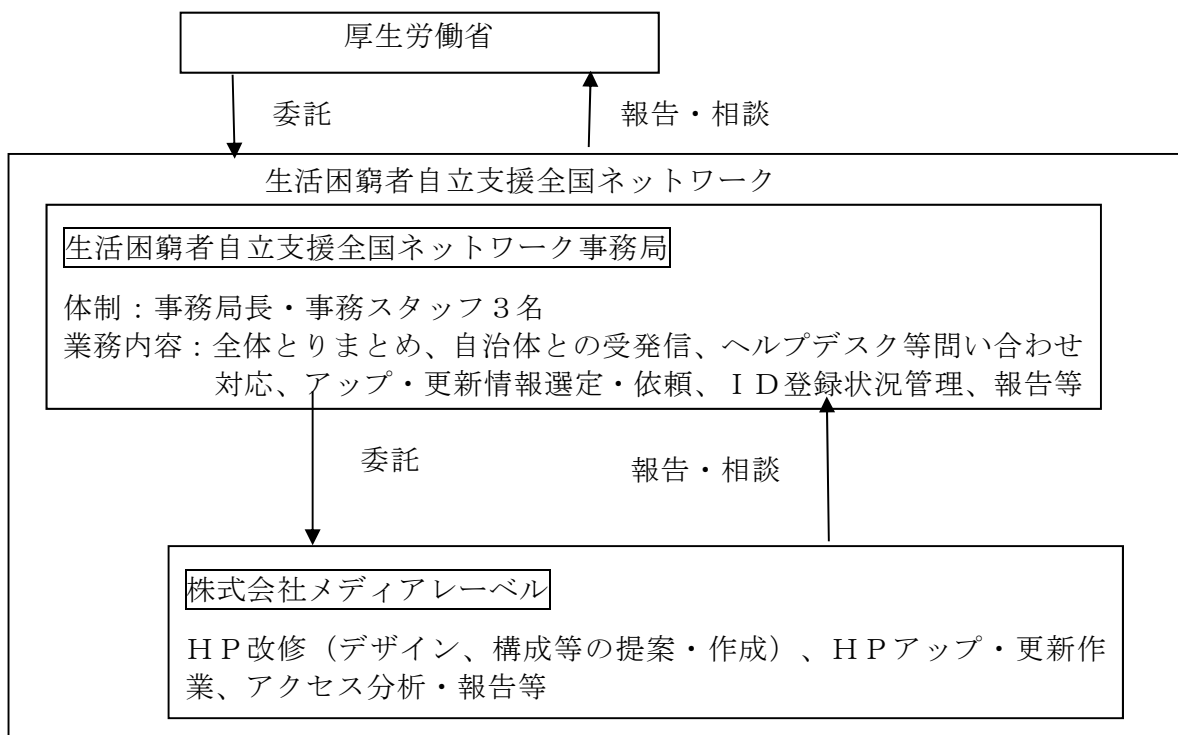 厚生労働省
委託
報告・相談
生活困窮者自立支援全国ネットワーク
生活困窮者自立支援全国ネットワーク事務局
体制：事務局長・事務スタッフ３名
業務内容：全体とりまとめ、自治体との受発信、ヘルプデスク等問い合わせ
対応、アップ・更新情報選定・依頼、ＩＤ登録状況管理、報告等
委託
報告・相談
株式会社メディアレーベル
ＨＰ改修（デザイン、構成等の提案・作成）、ＨＰアップ・更新作
業、アクセス分析・報告等